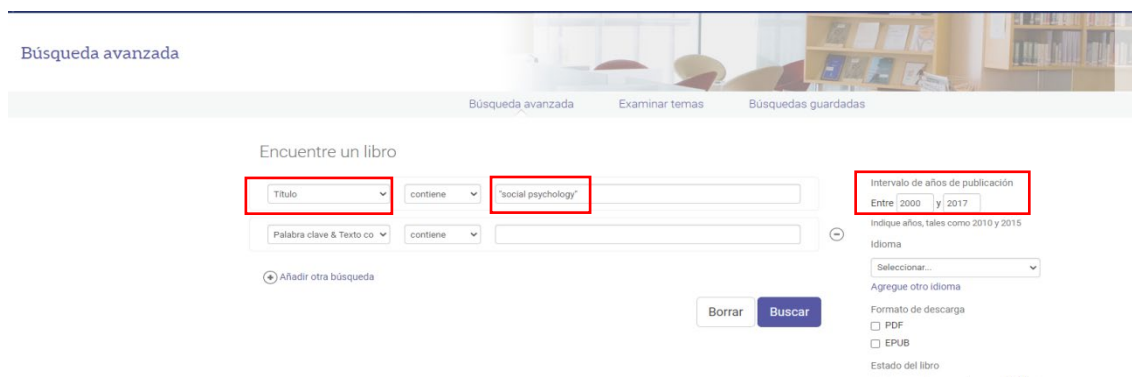 Búsqueda avanzada
Búsqueda avanzada Examinar temas Búsquedas guardadas
Encuentre un libro
Título contiene "social psychology"
Palabra clave & Texto co contiene
Añadir otra búsqueda
Borrar Buscar
Intervalo de años de publicación
Entre 2000 y 2017
Indique años, tales como 2010 y 2015
Idioma
Seleccionar...
Agregue otro idioma
Formato de descarga
PDF
EPUB
Estado del libro